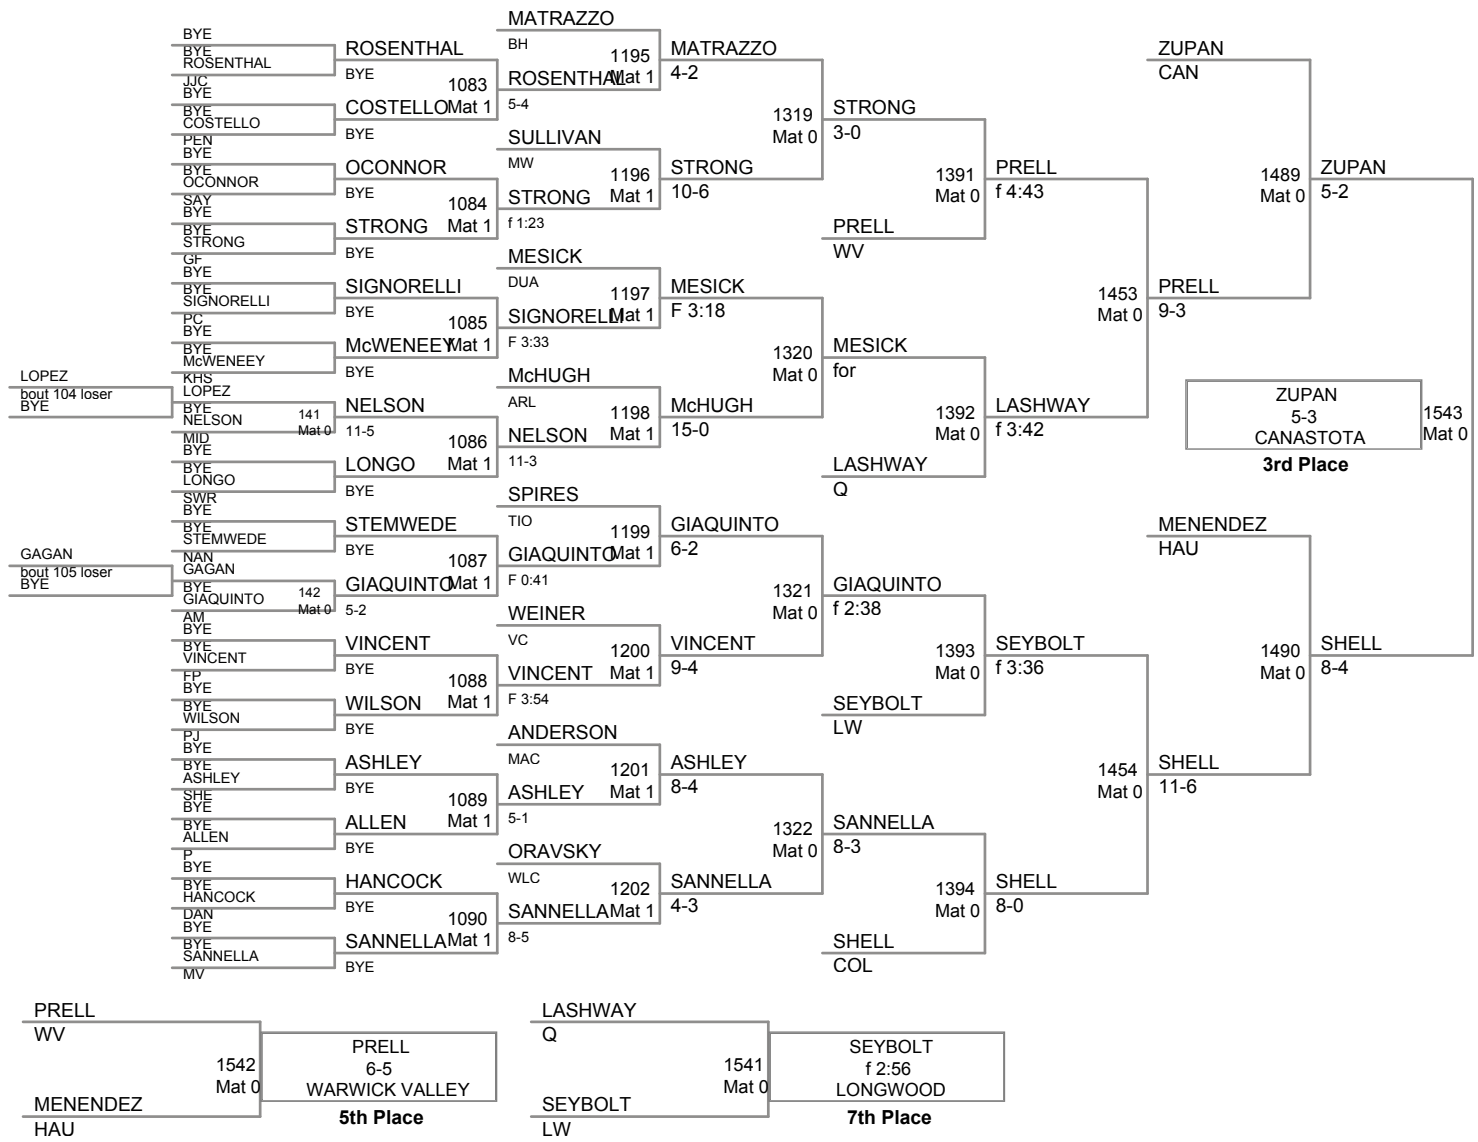 BYE
BYE
ROSENTHAL
JJC
BYE
BYE
COSTELLO
PEN
BYE
BYE
OCONNOR
SAY
BYE
BYE
STRONG
GF
BYE
BYE
SIGNORELLI
PC
BYE
BYE
McWENEEY
KHS
LOPEZ
bout 104 loser
BYE
LOPEZ
BYE
NELSON
MID
141
Mat 0
BYE
BYE
LONGO
SWR
BYE
BYE
STEMWEDE
NAN
GAGAN
bout 105 loser
BYE
GAGAN
BYE
GIAQUINTO
AM
142
Mat 0
BYE
BYE
VINCENT
FP
BYE
BYE
WILSON
PJ
BYE
BYE
ASHLEY
SHE
BYE
BYE
ALLEN
P
BYE
BYE
HANCOCK
DAN
BYE
BYE
SANNELLA
MV
ROSENTHAL
BYE
1083
Mat 1
COSTELLO
BYE
OCONNOR
BYE
1084
Mat 1
STRONG
BYE
SIGNORELLI
BYE
1085
Mat 1
McWENEEY
BYE
NELSON
11-5
1086
Mat 1
LONGO
BYE
STEMWEDE
BYE
1087
Mat 1
GIAQUINTO
5-2
VINCENT
BYE
1088
Mat 1
WILSON
BYE
ASHLEY
BYE
1089
Mat 1
ALLEN
BYE
HANCOCK
BYE
1090
Mat 1
SANNELLA
BYE
MATRAZZO
BH
1195
Mat 1
ROSENTHAL
5-4
SULLIVAN
MW
1196
Mat 1
STRONG
f 1:23
MESICK
DUA
1197
Mat 1
SIGNORELLI
F 3:33
McHUGH
ARL
1198
Mat 1
NELSON
11-3
SPIRES
TIO
1199
Mat 1
GIAQUINTO
F 0:41
WEINER
VC
1200
Mat 1
VINCENT
F 3:54
ANDERSON
MAC
1201
Mat 1
ASHLEY
5-1
ORAVSKY
WLC
1202
Mat 1
SANNELLA
8-5
MATRAZZO
4-2
1319
Mat 0
STRONG
10-6
MESICK
F 3:18
1320
Mat 0
McHUGH
15-0
GIAQUINTO
6-2
1321
Mat 0
VINCENT
9-4
ASHLEY
8-4
1322
Mat 0
SANNELLA
4-3
STRONG
3-0
1391
Mat 0
PRELL
WV
MESICK
for
1392
Mat 0
LASHWAY
Q
GIAQUINTO
f 2:38
1393
Mat 0
SEYBOLT
LW
SANNELLA
8-3
1394
Mat 0
SHELL
COL
PRELL
f 4:43
1453
Mat 0
LASHWAY
f 3:42
SEYBOLT
f 3:36
1454
Mat 0
SHELL
8-0
ZUPAN
CAN
1489
Mat 0
PRELL
9-3
MENENDEZ
HAU
1490
Mat 0
SHELL
11-6
ZUPAN
5-2
ZUPAN
5-3
CANASTOTA
3rd Place
1543
Mat 0
SHELL
8-4
PRELL
WV
1542
Mat 0
MENENDEZ
HAU
PRELL
6-5
WARWICK VALLEY
5th Place
LASHWAY
Q
1541
Mat 0
SEYBOLT
LW
SEYBOLT
f 2:56
LONGWOOD
7th Place